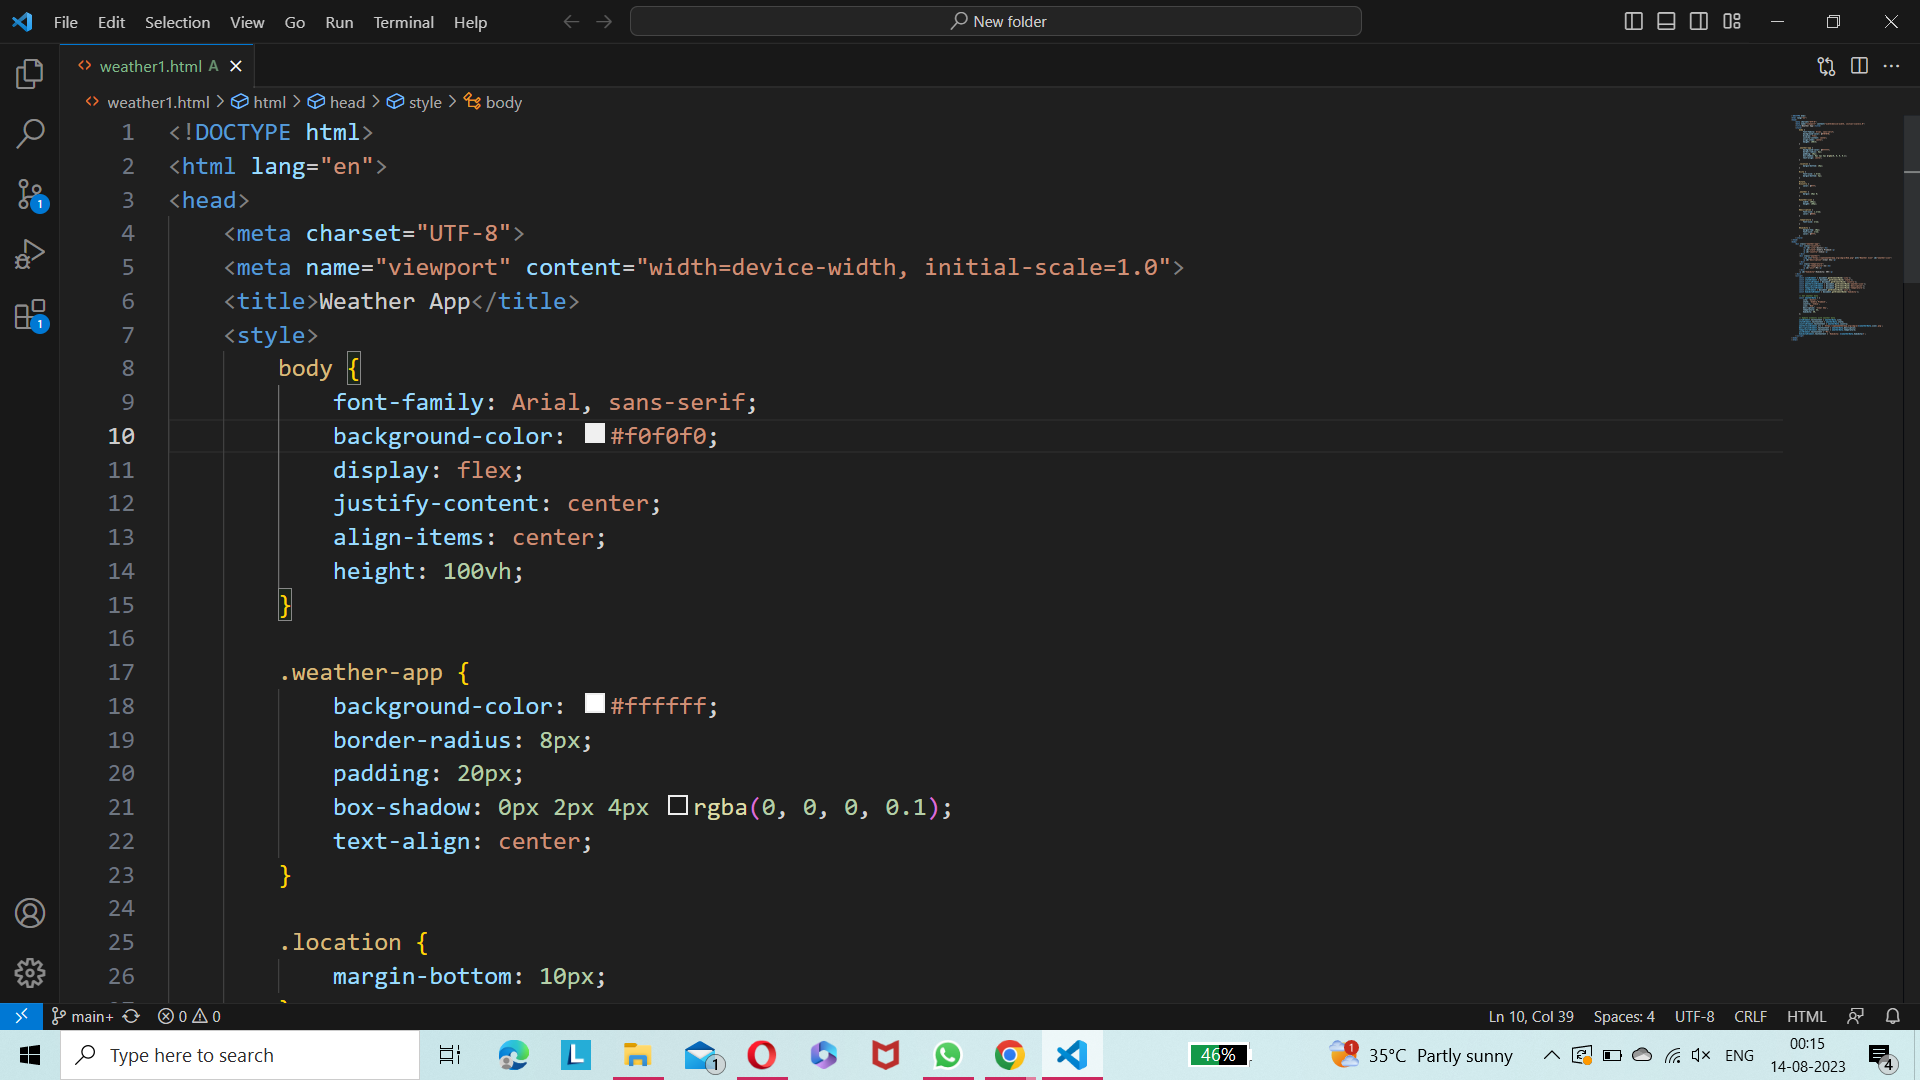 File Edit Selection View Go Run Terminal Help
New folder
weather1.html A
weather1.html > html > head > style > body
1 <!DOCTYPE html>
2 <html lang="en">
3 <head>
4 <meta charset="UTF-8">
5 <meta name="viewport" content="width=device-width, initial-scale=1.0">
6 <title>Weather App</title>
7 <style>
8 body {
9 font-family: Arial, sans-serif;
10 background-color: #f0f0f0;
11 display: flex;
12 justify-content: center;
13 align-items: center;
14 height: 100vh;
15 }
16
17 .weather-app {
18 background-color: #ffffff;
19 border-radius: 8px;
20 padding: 20px;
21 box-shadow: 0px 2px 4px rgba(0, 0, 0, 0.1);
22 text-align: center;
23 }
24
25 .location {
26 margin-bottom: 10px;
1
1
main+ 0 0 Ln 10, Col 39 Spaces: 4 UTF-8 CRLF HTML
Type here to search L 1 46% 1 35°C Partly sunny ENG 00:15
14-08-2023 4